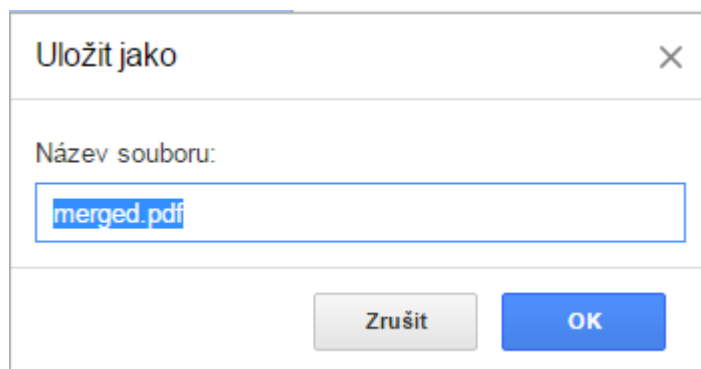 Uložit jako
Název souboru:
merged.pdf
Zrušit
OK